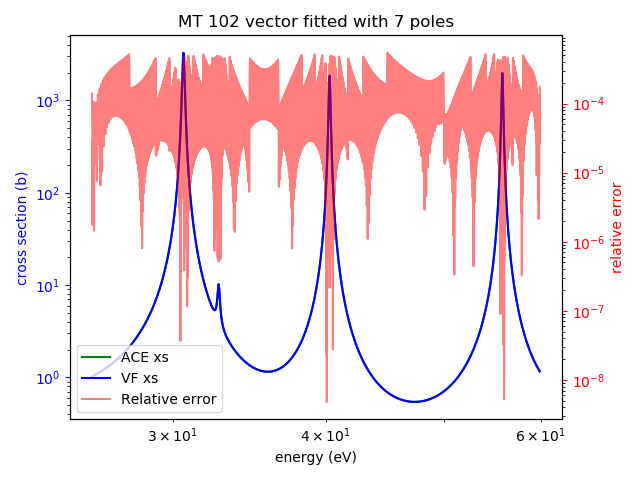 MT 102 vector fitted with 7 poles
10³
10²
10¹
10⁰
cross section (b)
10⁻⁴
10⁻⁵
10⁻⁶
10⁻⁷
10⁻⁸
relative error
ACE xs
VF xs
Relative error
3 × 10¹
4 × 10¹
6 × 10¹
energy (eV)